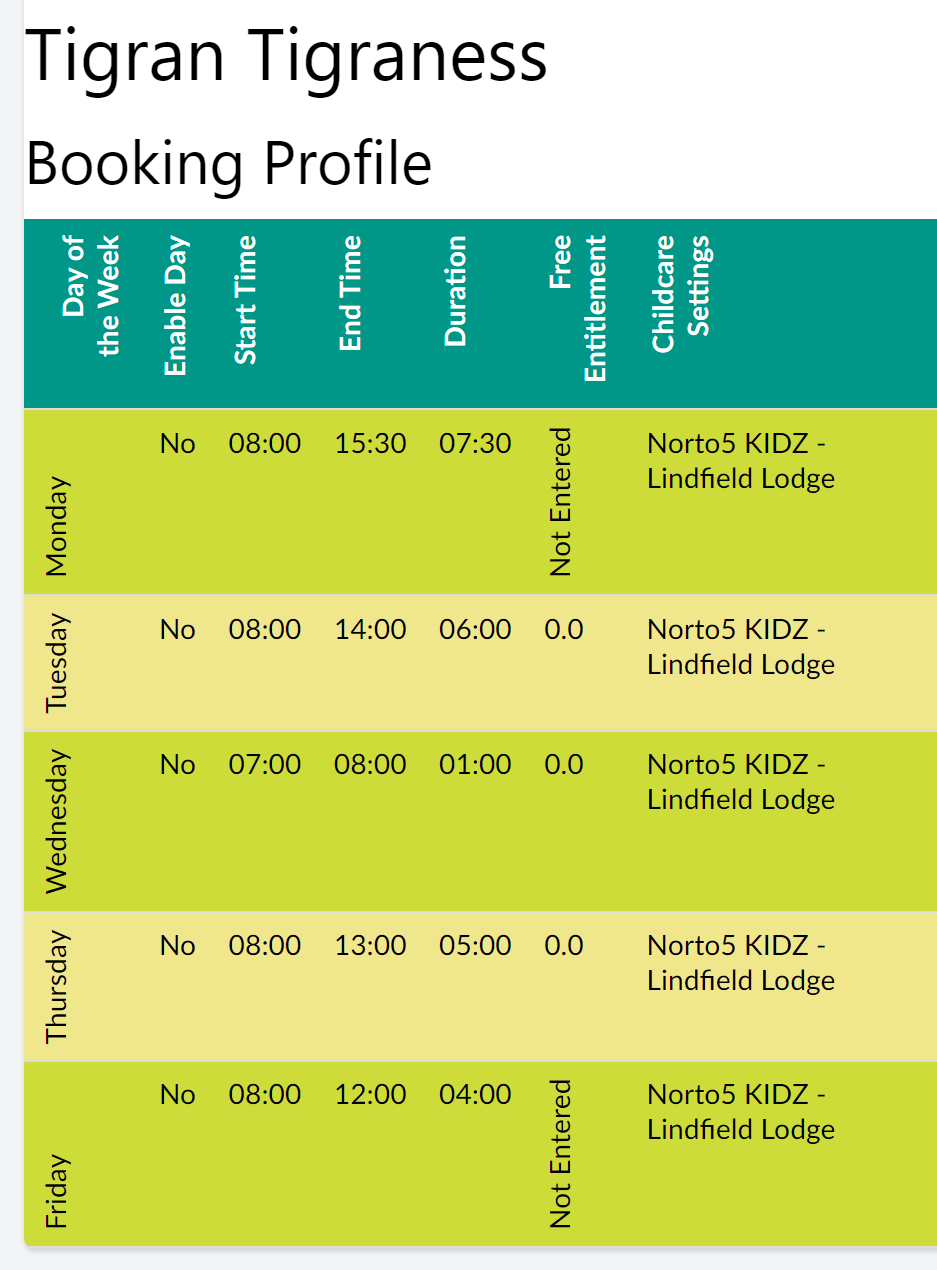 Tigran Tigraness
Booking Profile
Day of
the Week
Enable Day
Start Time
End Time
Duration
Free
Entitlement
Childcare
Settings
Monday
No
08:00
15:30
07:30
Not Entered
Norto5 KIDZ -
Lindfield Lodge
Tuesday
No
08:00
14:00
06:00
0.0
Norto5 KIDZ -
Lindfield Lodge
Wednesday
No
07:00
08:00
01:00
0.0
Norto5 KIDZ -
Lindfield Lodge
Thursday
No
08:00
13:00
05:00
0.0
Norto5 KIDZ -
Lindfield Lodge
Friday
No
08:00
12:00
04:00
Not Entered
Norto5 KIDZ -
Lindfield Lodge